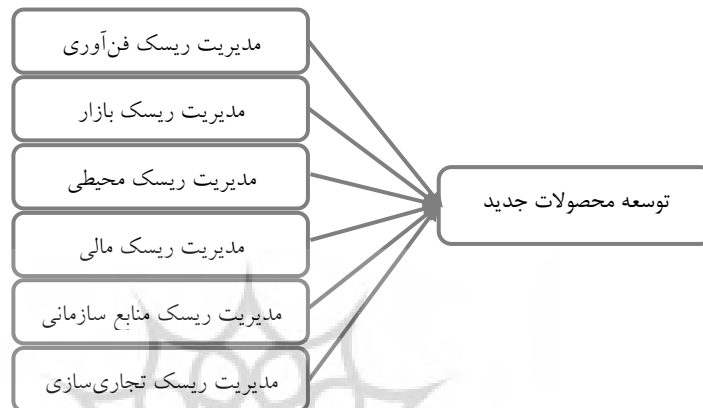 مدیریت ریسک فن‌آوری
مدیریت ریسک بازار
مدیریت ریسک محیطی
مدیریت ریسک مالی
مدیریت ریسک منابع سازمانی
مدیریت ریسک تجاری‌سازی
توسعه محصولات جدید